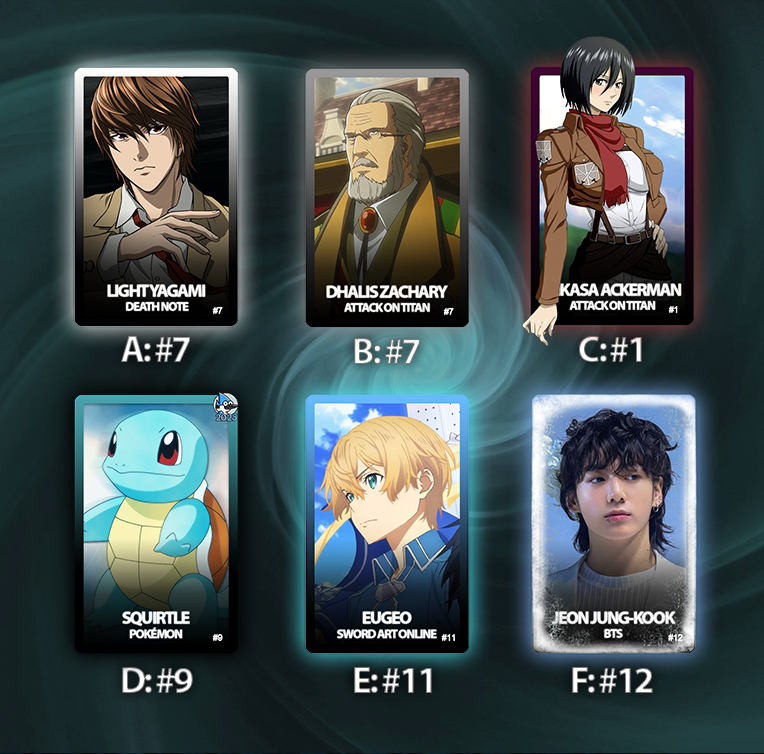 LIGHT YAGAMI
DEATH NOTE
#7
A: #7
DHALIS ZACHARY
ATTACK ON TITAN
#7
B: #7
KASA ACKERMAN
ATTACK ON TITAN
#1
C: #1
2023
SQUIRTLE
POKÉMON
#9
D: #9
EUGEO
SWORD ART ONLINE
#11
E: #11
JEON JUNG-KOOK
BTS
#12
F: #12